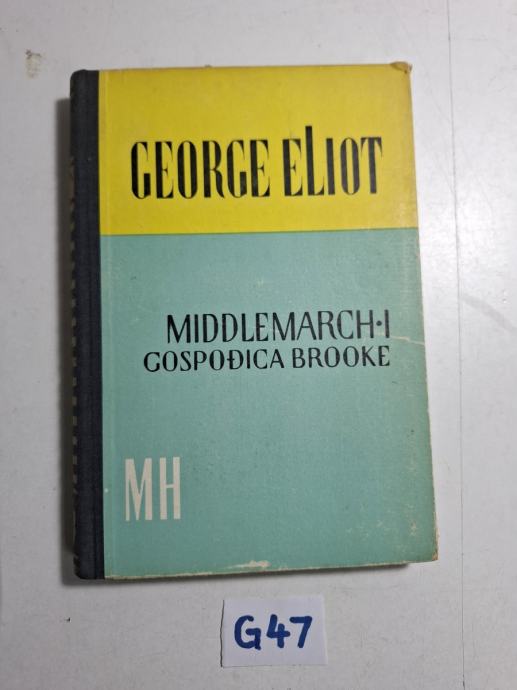 GEORGE ELIOT
MIDDLEMARCH·I
GOSPOĐICA BROOKE
MH
G47